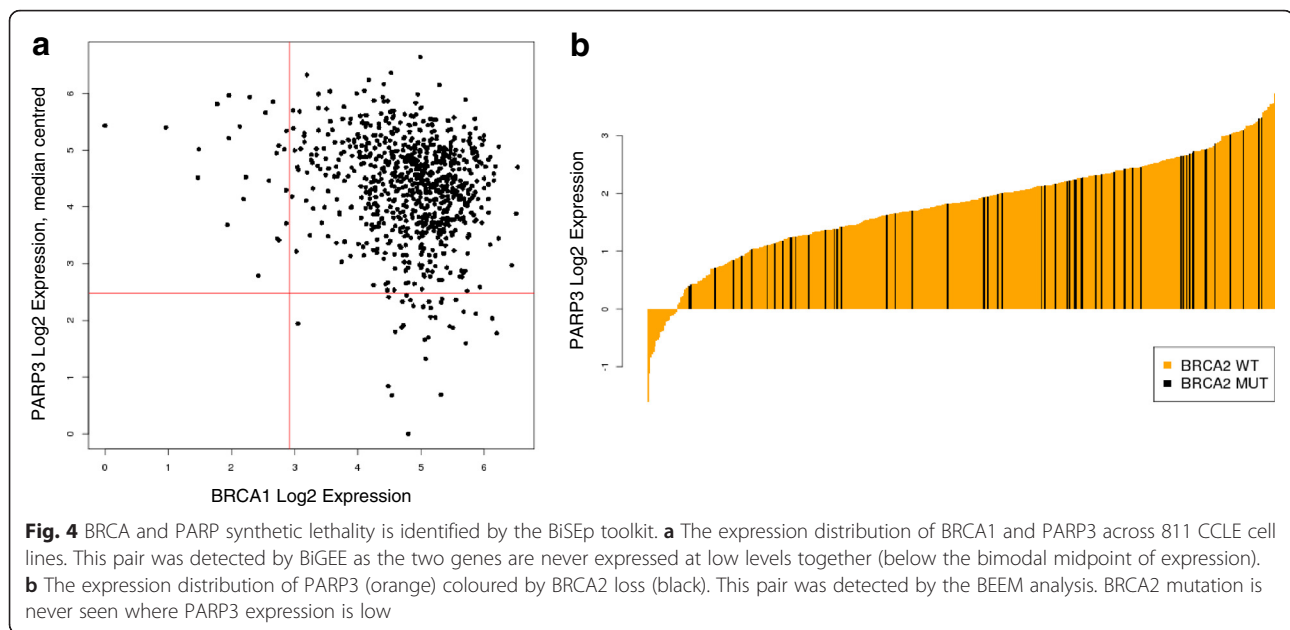 a
PARP3 Log2 Expression, median centred
6
5
4
3
2
1
0
0 1 2 3 4 5 6
BRCA1 Log2 Expression
b
PARP3 Log2 Expression
3
2
1
0
-1
BRCA2 WT
BRCA2 MUT
Fig. 4 BRCA and PARP synthetic lethality is identified by the BiSEp toolkit. a The expression distribution of BRCA1 and PARP3 across 811 CCLE cell
lines. This pair was detected by BiGEE as the two genes are never expressed at low levels together (below the bimodal midpoint of expression).
b The expression distribution of PARP3 (orange) coloured by BRCA2 loss (black). This pair was detected by the BEEM analysis. BRCA2 mutation is
never seen where PARP3 expression is low